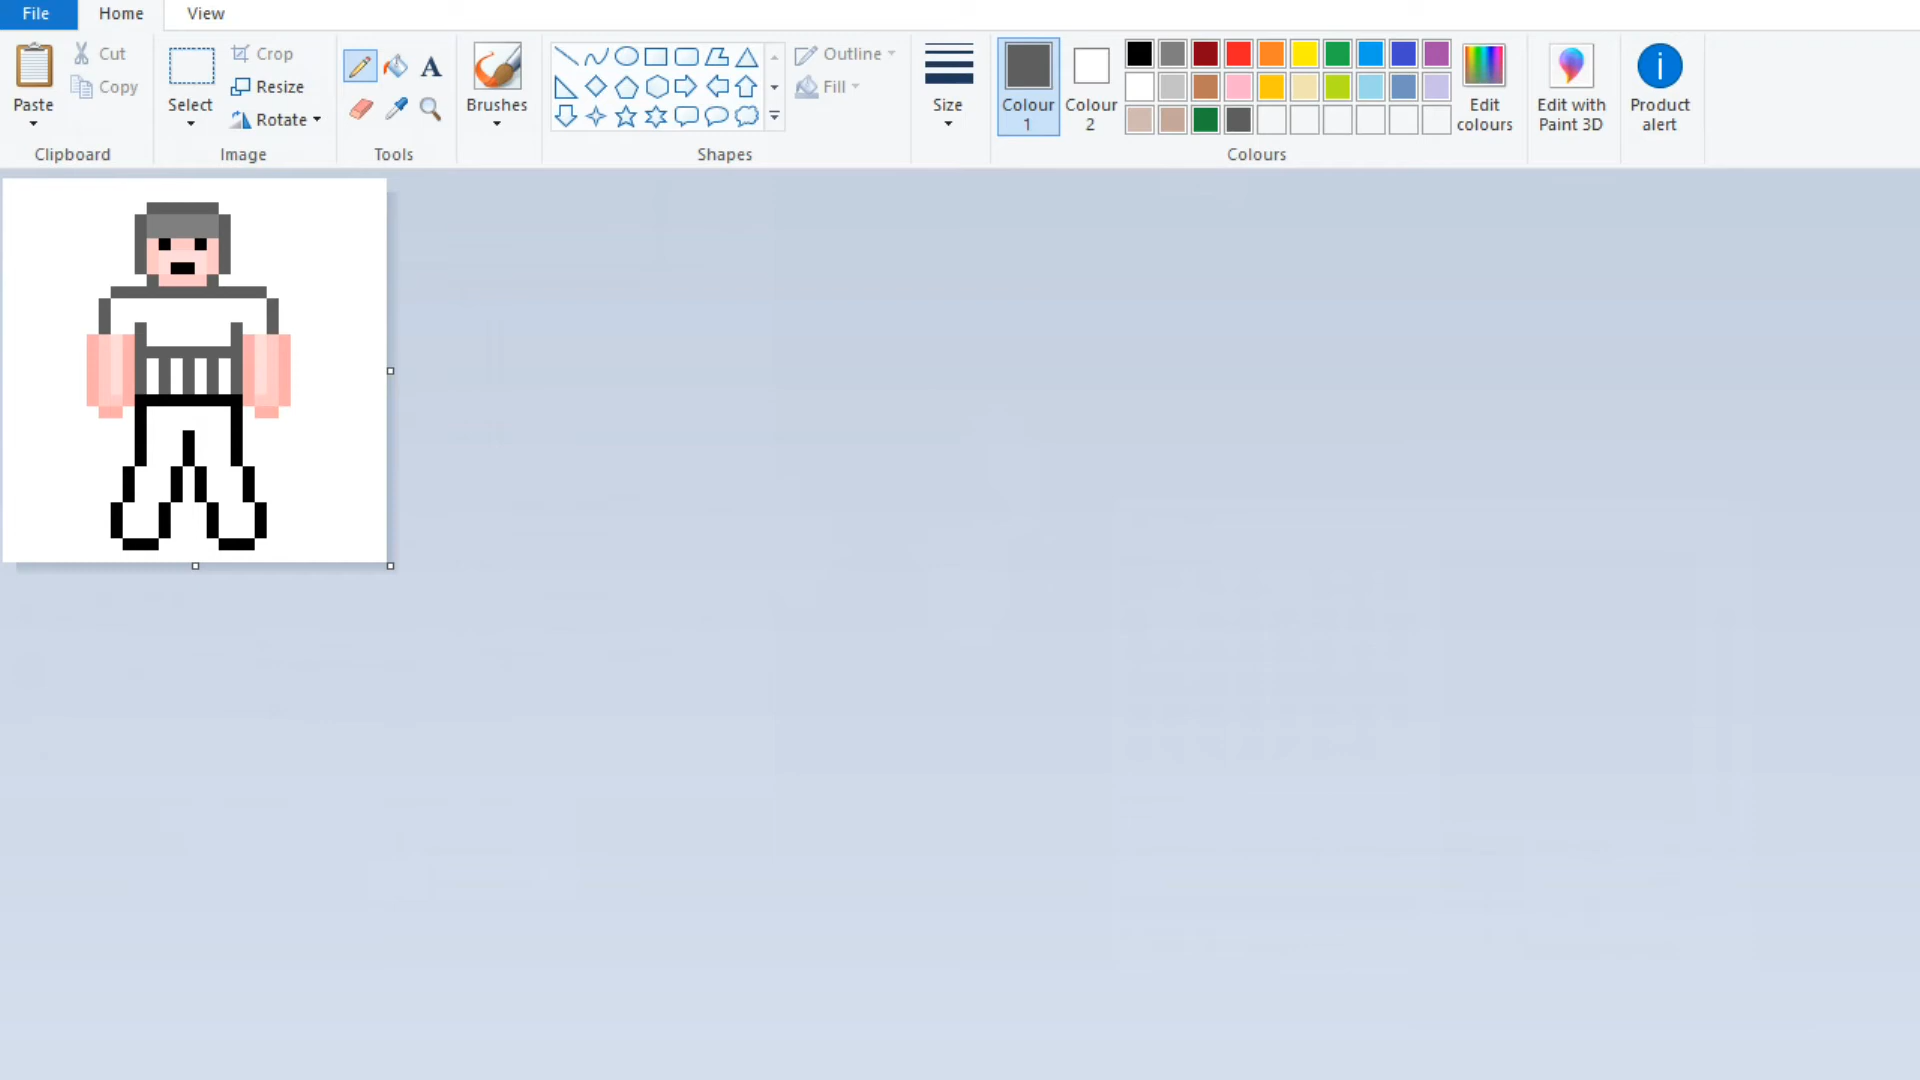 File Home View
Paste
Cut
Copy
Clipboard
Select
Crop
Resize
Rotate
Image
A
Tools
Brushes
Shapes
Outline
Fill
Size
Colour
1
Colour
2
Colours
Edit
colours
Edit with
Paint 3D
i
Product
alert